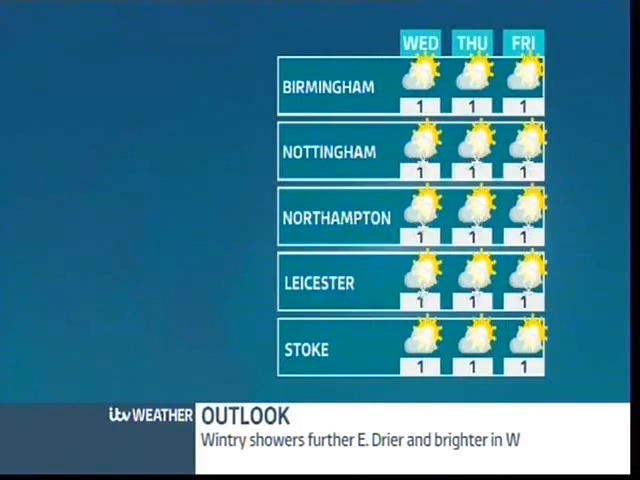 WED THU FRI
BIRMINGHAM
1 1 1
NOTTINGHAM
1 1 1
NORTHAMPTON
1 1 1
LEICESTER
1 1 1
STOKE
1 1 1
itv WEATHER
OUTLOOK
Wintry showers further E. Drier and brighter in W